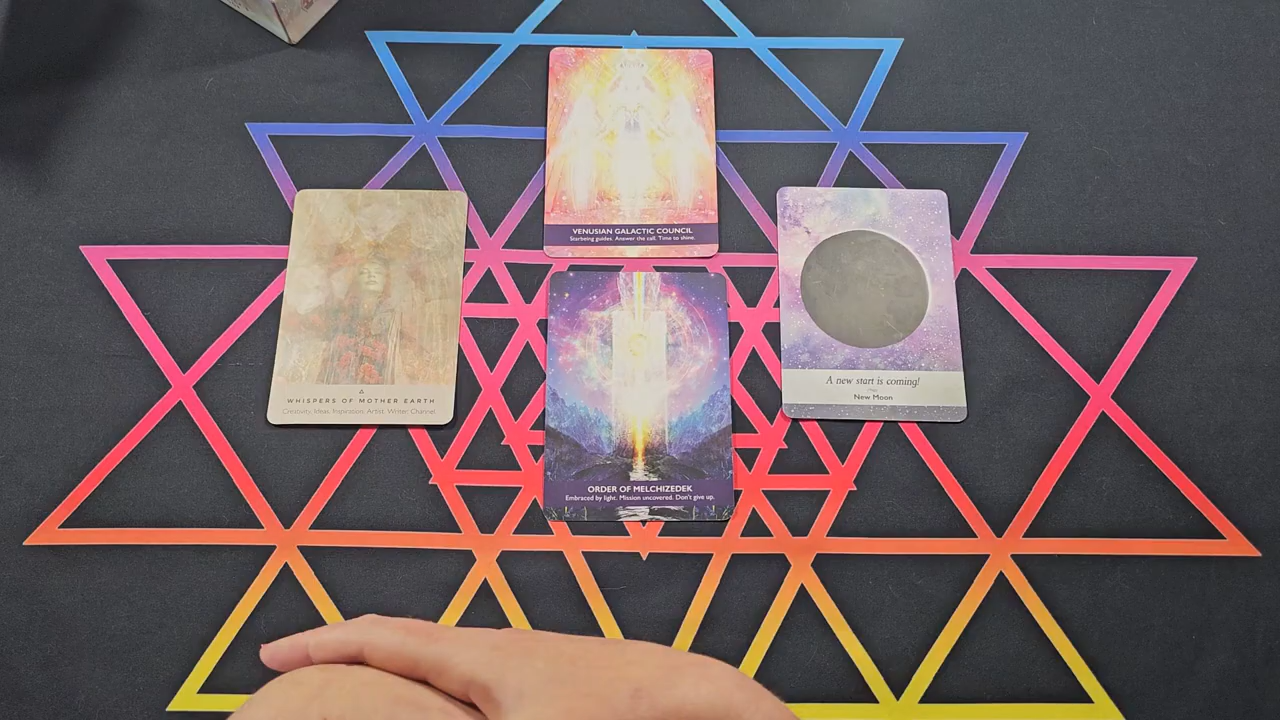 VENUSIAN GALACTIC COUNCIL
Starbeing guides. Answer the call. Time to shine.
WHISPERS OF MOTHER EARTH
Creativity. Ideas. Inspiration. Artist. Writer. Channel.
A new start is coming!
New Moon
ORDER OF MELCHIZEDEK
Embraced by light. Mission uncovered. Don't give up.